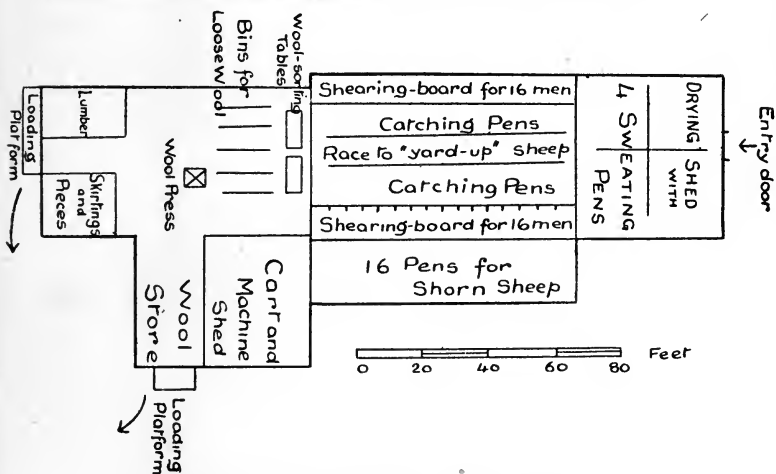 Entry door
DRYING SHED
WITH
4 SWEATING
PENS
Shearing-board for 16 men
Catching Pens
Race to "yard-up" sheep
Catching Pens
Shearing-board for 16 men
16 Pens for
Shorn Sheep
Wool-sorting
Tables
Bins for
Loose Wool
Wool Press
Lumber
Skirtings
and
Pieces
Loading
Platform
Cart and
Machine
Shed
Wool
Store
Loading
Platform
0 20 40 60 80 Feet